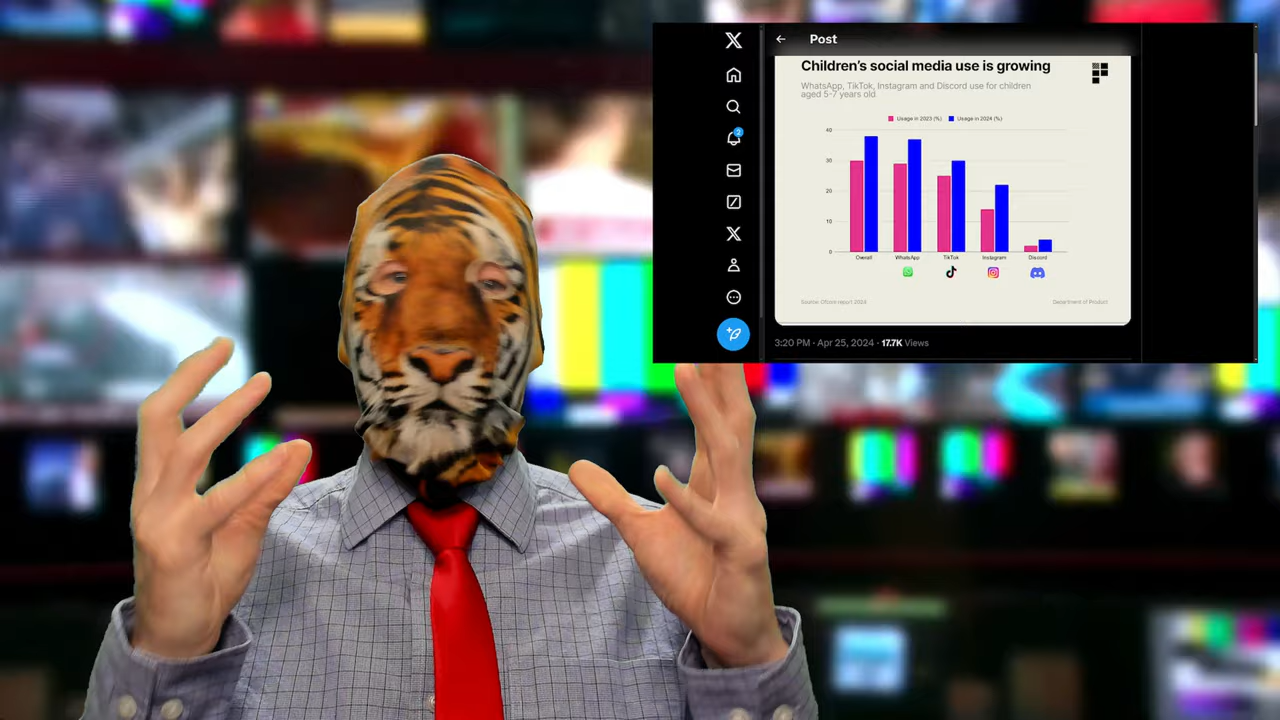 Post
Children's social media use is growing
WhatsApp, TikTok, Instagram and Discord use for children
aged 5-7 years old
Usage in 2023 (%) Usage in 2024 (%)
40
30
20
10
0
Overall WhatsApp TikTok Instagram Discord
Source: Ofcom report 2024 Department of Product
3:20 PM · Apr 25, 2024 · 17.7K Views
2